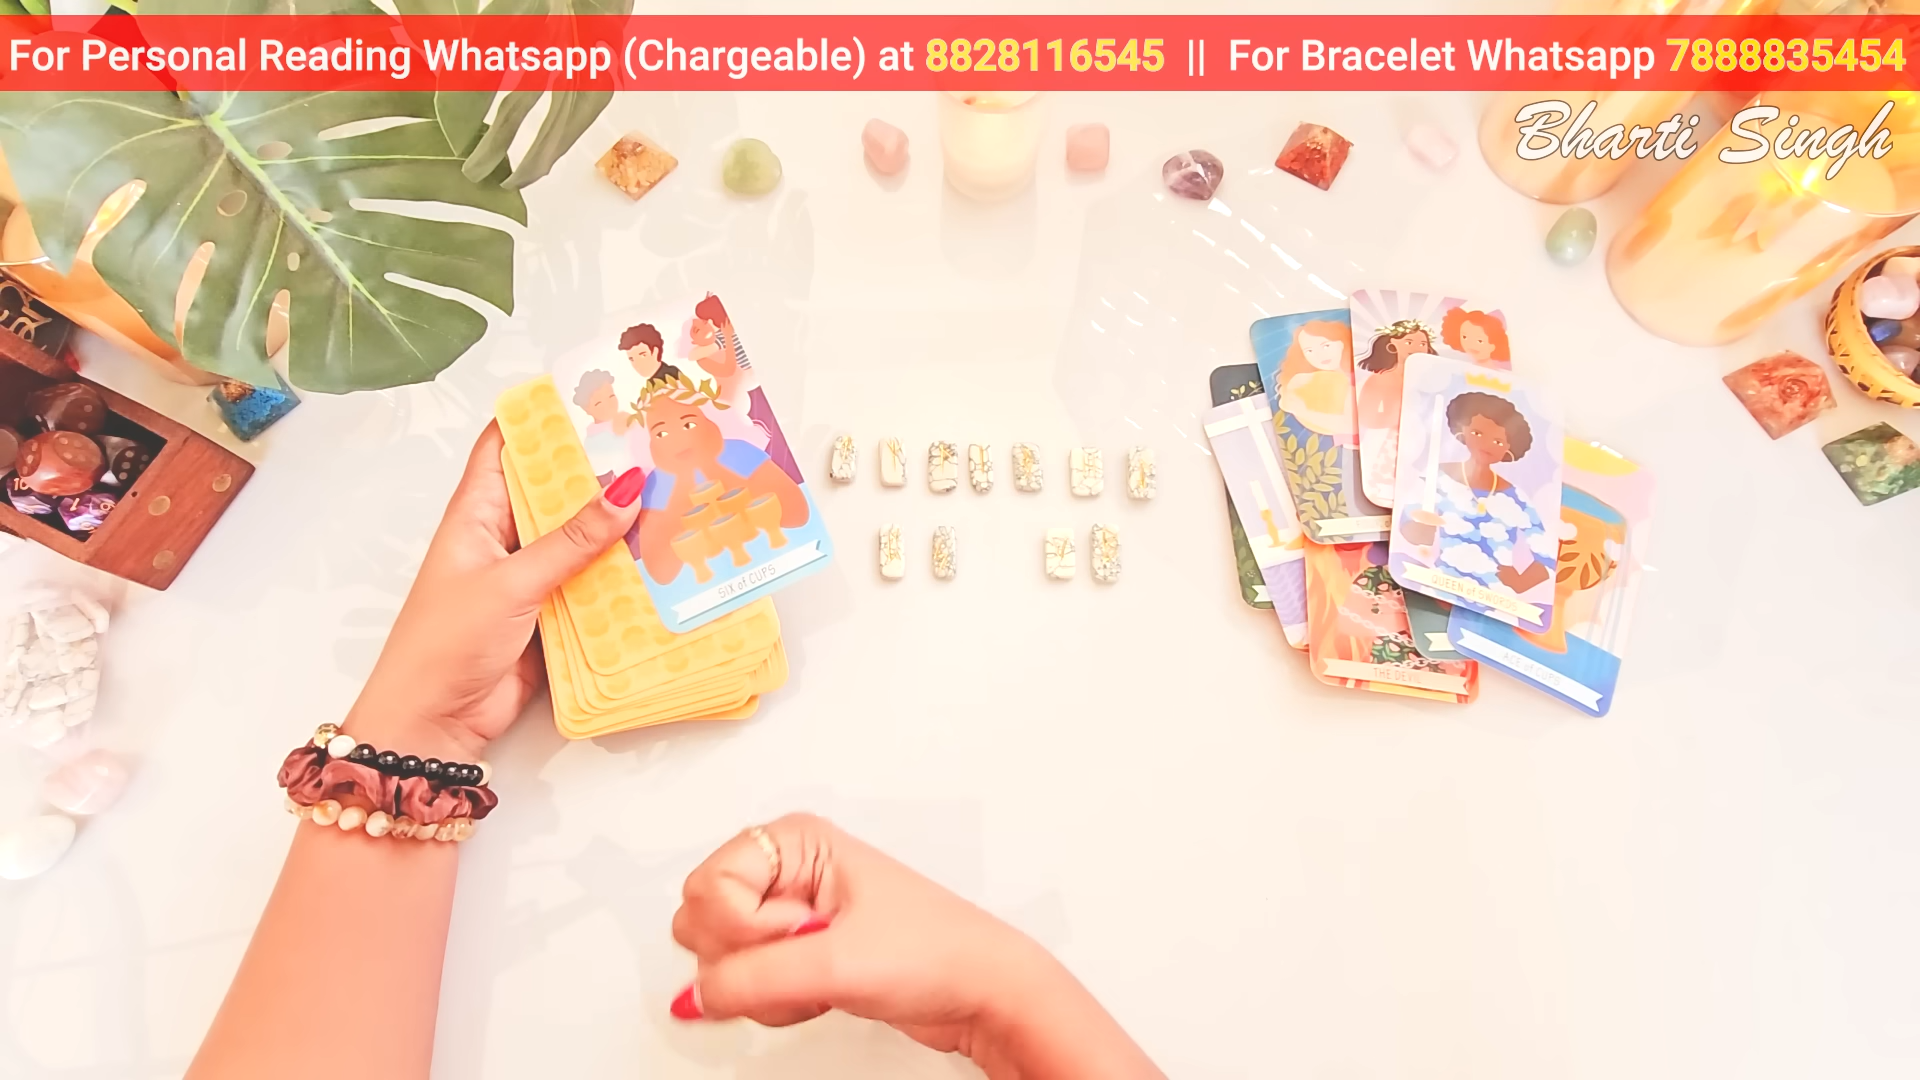 For Personal Reading Whatsapp (Chargeable) at 8828116545 || For Bracelet Whatsapp 7888835454
Bharti Singh
SIX of CUPS
QUEEN of SWORDS
ACE of CUPS
THE DEVIL